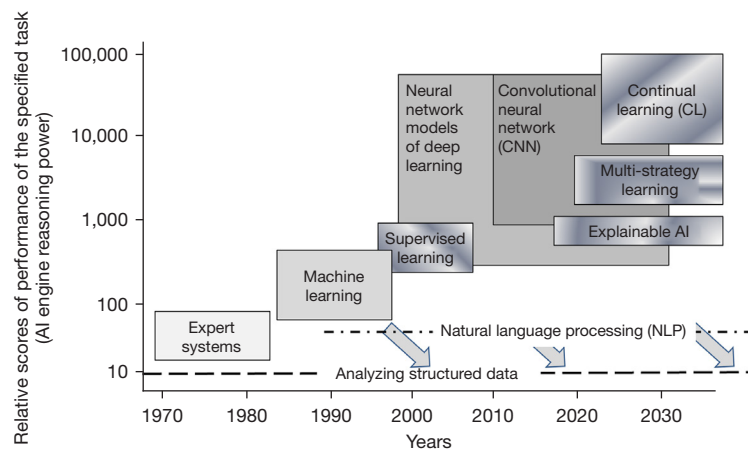 Relative scores of performance of the specified task
(AI engine reasoning power)
100,000
10,000
1,000
100
10
Neural
network
models
of deep
learning
Convolutional
neural
network
(CNN)
Continual
learning (CL)
Multi-strategy
learning
Explainable AI
Supervised
learning
Machine
learning
Expert
systems
Natural language processing (NLP)
Analyzing structured data
1970
1980
1990
2000
2010
2020
2030
Years